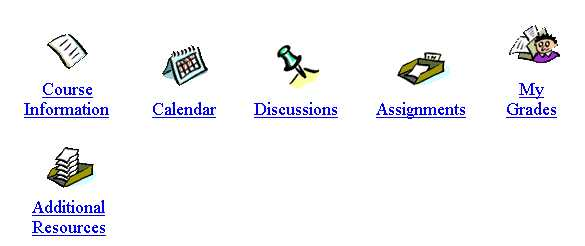 Course
Information
Calendar
Discussions
Assignments
My
Grades
Additional
Resources